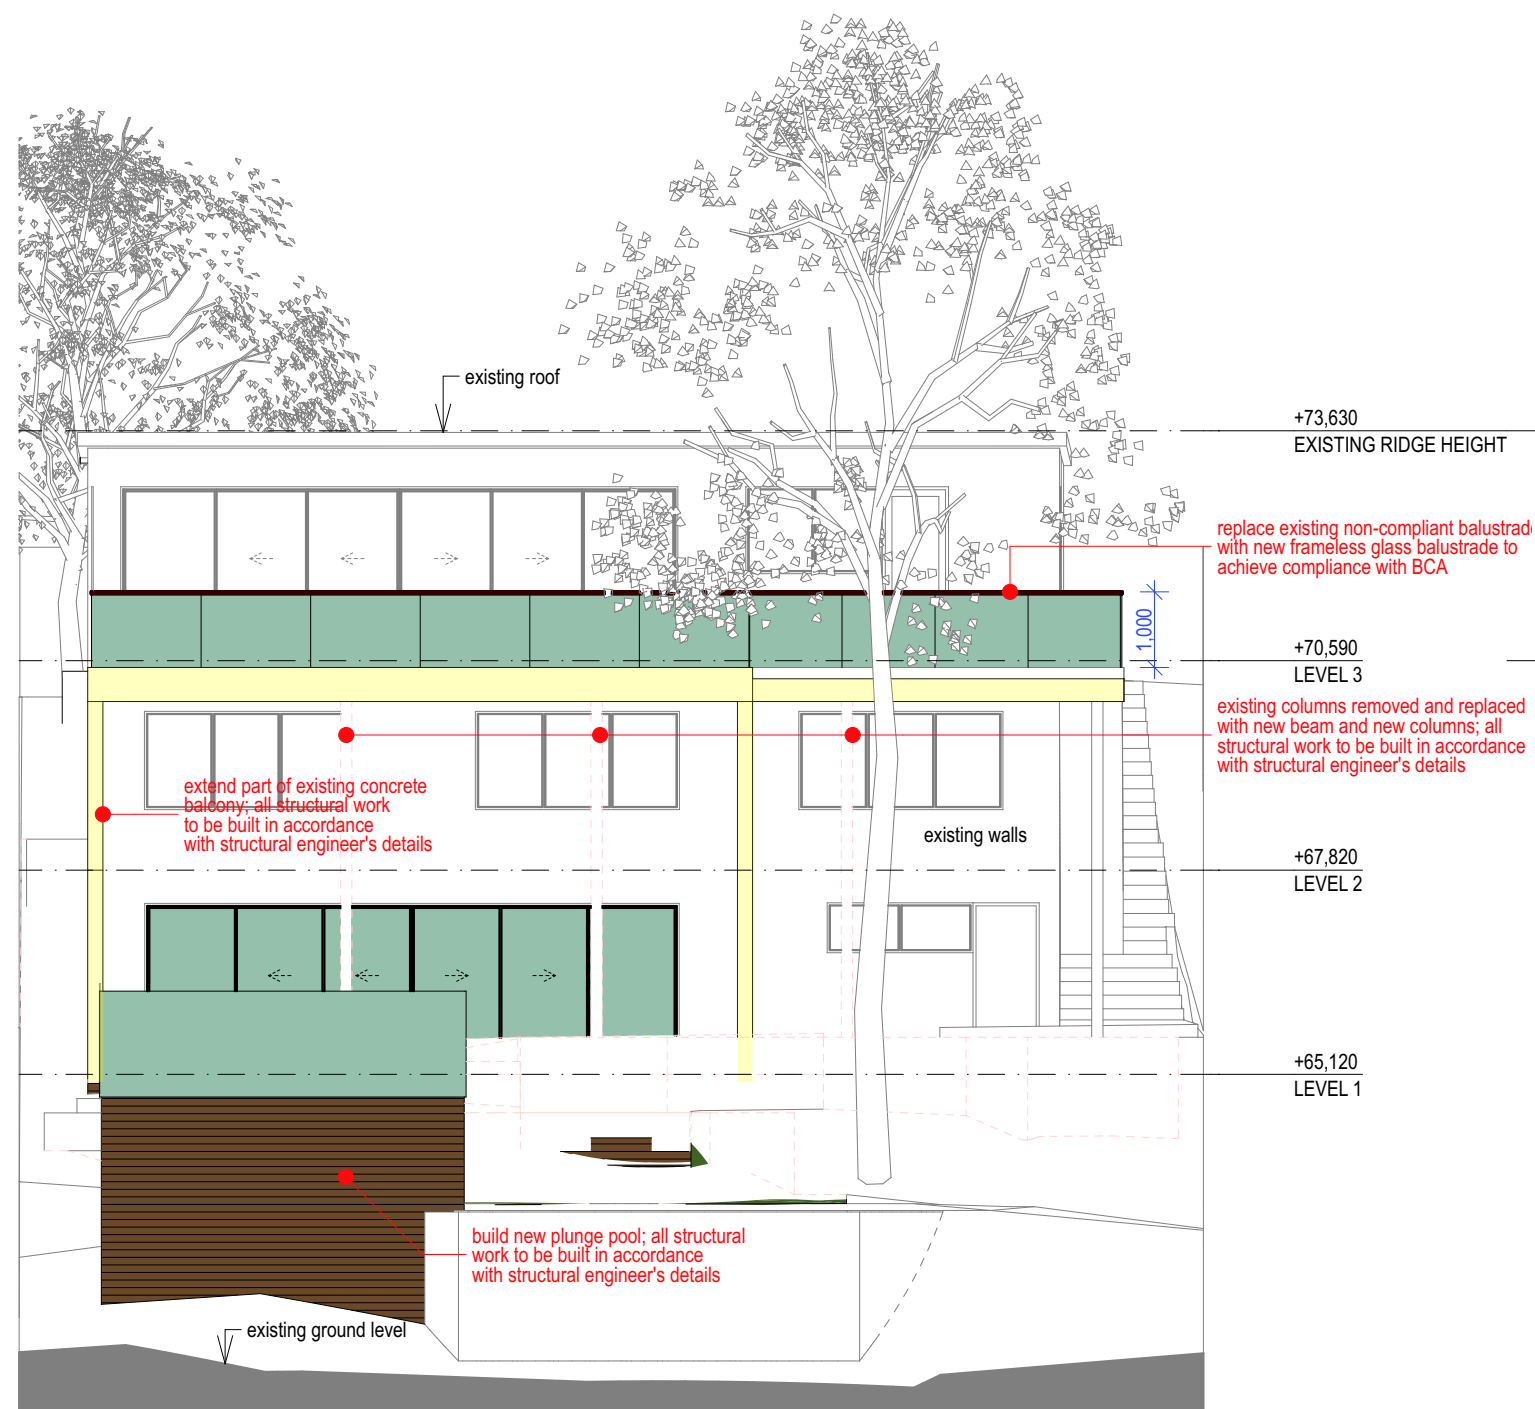 existing roof
+73,630
EXISTING RIDGE HEIGHT
replace existing non-compliant balustrade
with new frameless glass balustrade to
achieve compliance with BCA
1,000
+70,590
LEVEL 3
existing columns removed and replaced
with new beam and new columns; all
structural work to be built in accordance
with structural engineer's details
extend part of existing concrete
balcony; all structural work
to be built in accordance
with structural engineer's details
existing walls
+67,820
LEVEL 2
+65,120
LEVEL 1
build new plunge pool; all structural
work to be built in accordance
with structural engineer's details
existing ground level